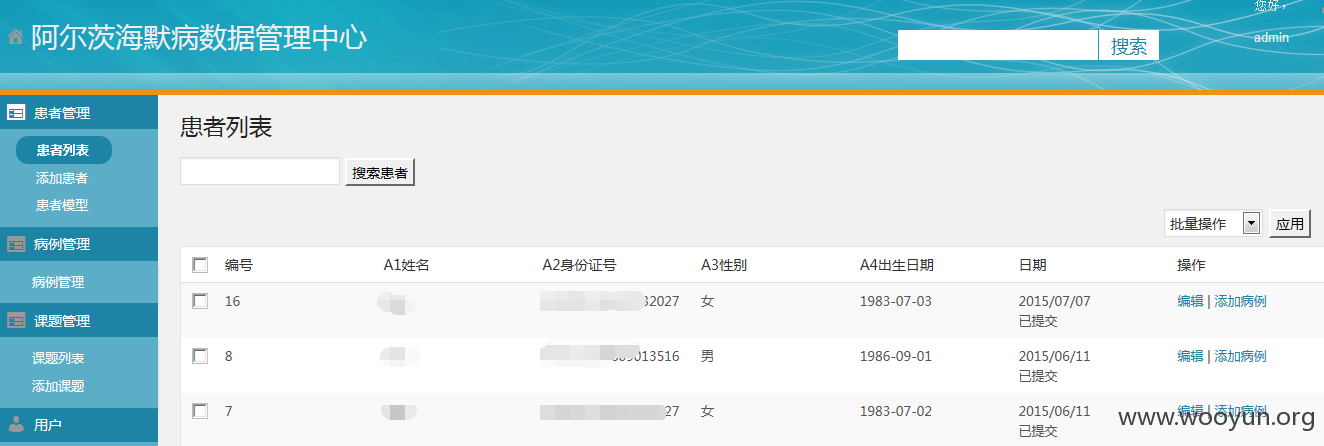 您好，
阿尔茨海默病数据管理中心
搜索
admin
患者管理
患者列表
添加患者
患者模型
病例管理
病例管理
课题管理
课题列表
添加课题
用户
患者列表
搜索患者
批量操作 应用
编号 A1姓名 A2身份证号 A3性别 A4出生日期 日期 操作
16 32027 女 1983-07-03 2015/07/07 编辑 | 添加病例
已提交
8 013516 男 1986-09-01 2015/06/11 编辑 | 添加病例
已提交
7 27 女 1983-07-02 2015/06/11 编辑 | 添加病例
已提交
www.wooyun.org